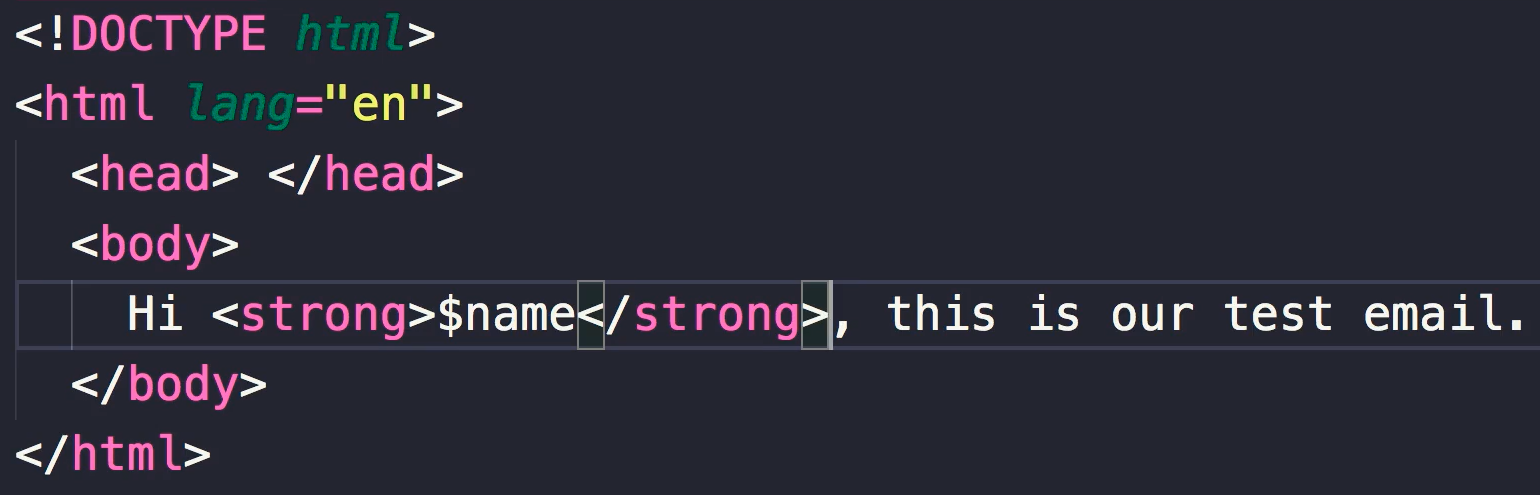 <!DOCTYPE html>
<html lang="en">
  <head> </head>
  <body>
    Hi <strong>$name</strong>, this is our test email.
  </body>
</html>